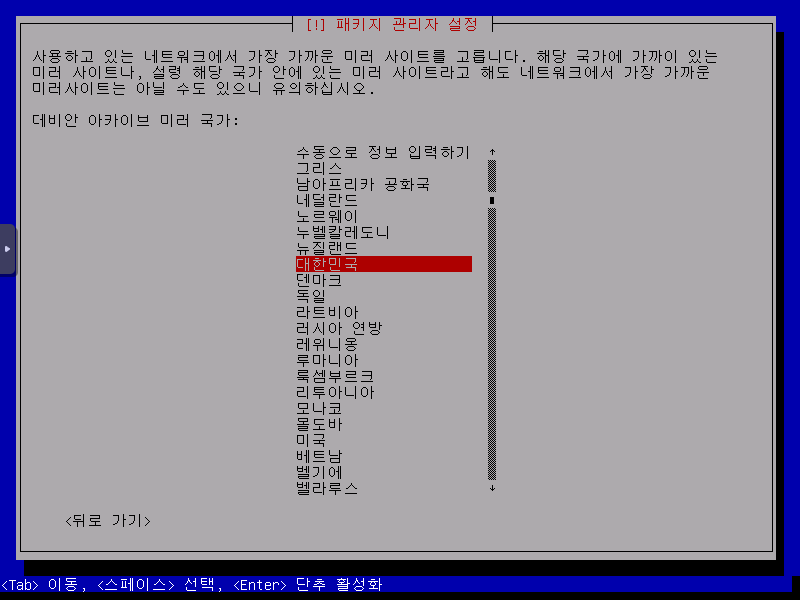 [!] 패키지 관리자 설정
사용하고 있는 네트워크에서 가장 가까운 미러 사이트를 고릅니다. 해당 국가에 가까이 있는
미러 사이트나, 설령 해당 국가 안에 있는 미러 사이트라고 해도 네트워크에서 가장 가까운
미러사이트는 아닐 수도 있으니 유의하십시오.
데비안 아카이브 미러 국가:
수동으로 정보 입력하기
그리스
남아프리카 공화국
네덜란드
노르웨이
누벨칼레도니
뉴질랜드
대한민국
덴마크
독일
라트비아
러시아 연방
레위니옹
루마니아
룩셈부르크
리투아니아
모나코
몰도바
미국
베트남
벨기에
벨라루스
<뒤로 가기>
<Tab> 이동, <스페이스> 선택, <Enter> 단추 활성화